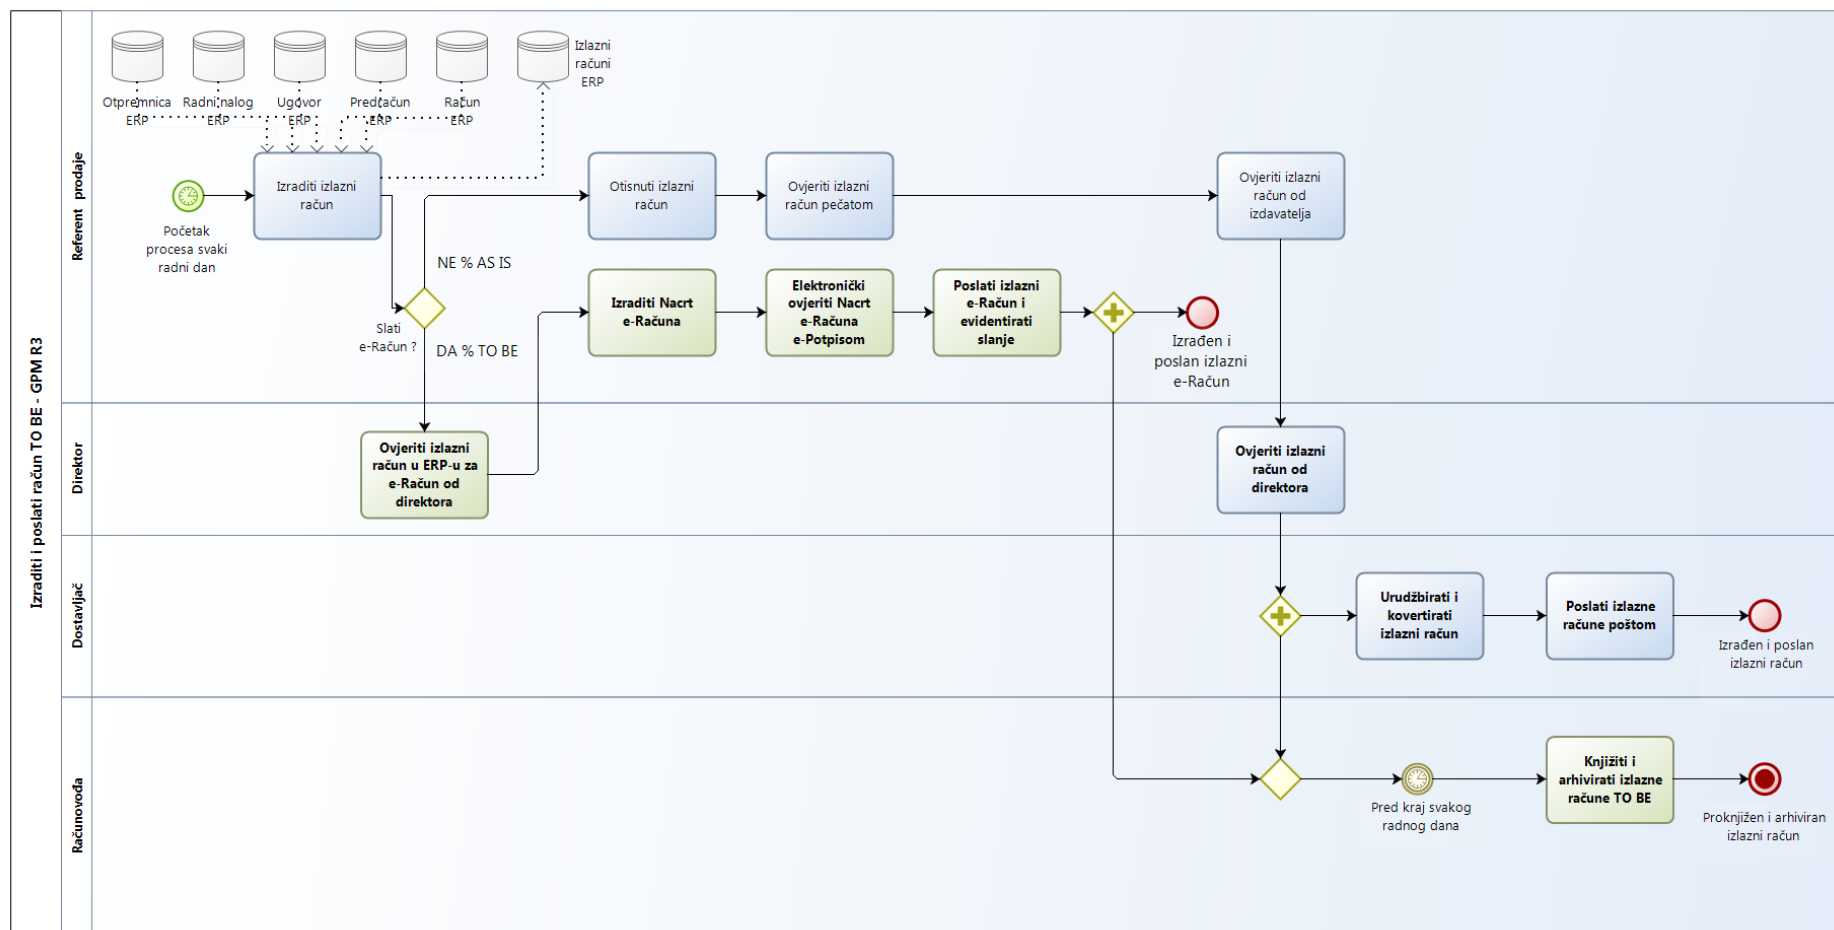 Izraditi i poslati račun TO BE - GPM R3
Referent  prodaje
Otpremnica
ERP
Radni nalog
ERP
Ugovor
ERP
Predračun
ERP
Račun
ERP
Izlazni
računi
ERP
Početak
procesa svaki
radni dan
Izraditi izlazni
račun
Slati
e-Račun ?
NE % AS IS
DA % TO BE
Otisnuti izlazni
račun
Ovjeriti izlazni
račun pečatom
Ovjeriti izlazni
račun od
izdavatelja
Izraditi Nacrt
e-Računa
Elektronički
ovjeriti Nacrt
e-Računa
e-Potpisom
Poslati izlazni
e-Račun i
evidentirati
slanje
Izrađen i
poslan izlazni
e-Račun
Direktor
Ovjeriti izlazni
račun u ERP-u za
e-Račun od
direktora
Ovjeriti izlazni
račun od
direktora
Dostavljač
Urudžbirati i
kovertirati
izlazni račun
Poslati izlazne
račune poštom
Izrađen i poslan
izlazni račun
Računovođa
Pred kraj svakog
radnog dana
Knjižiti i
arhivirati izlazne
račune TO BE
Proknjižen i arhiviran
izlazni račun